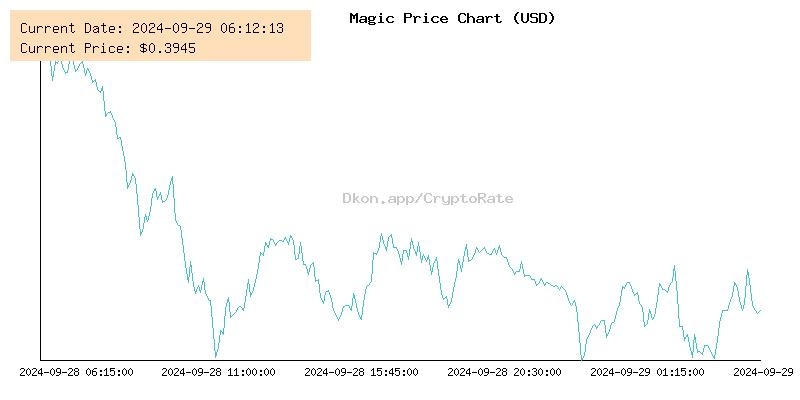 Magic Price Chart (USD)
Current Date: 2024-09-29 06:12:13
Current Price: $0.3945
Dkon.app/CryptoRate
2024-09-28 06:15:00 2024-09-28 11:00:00 2024-09-28 15:45:00 2024-09-28 20:30:00 2024-09-29 01:15:00 2024-09-29